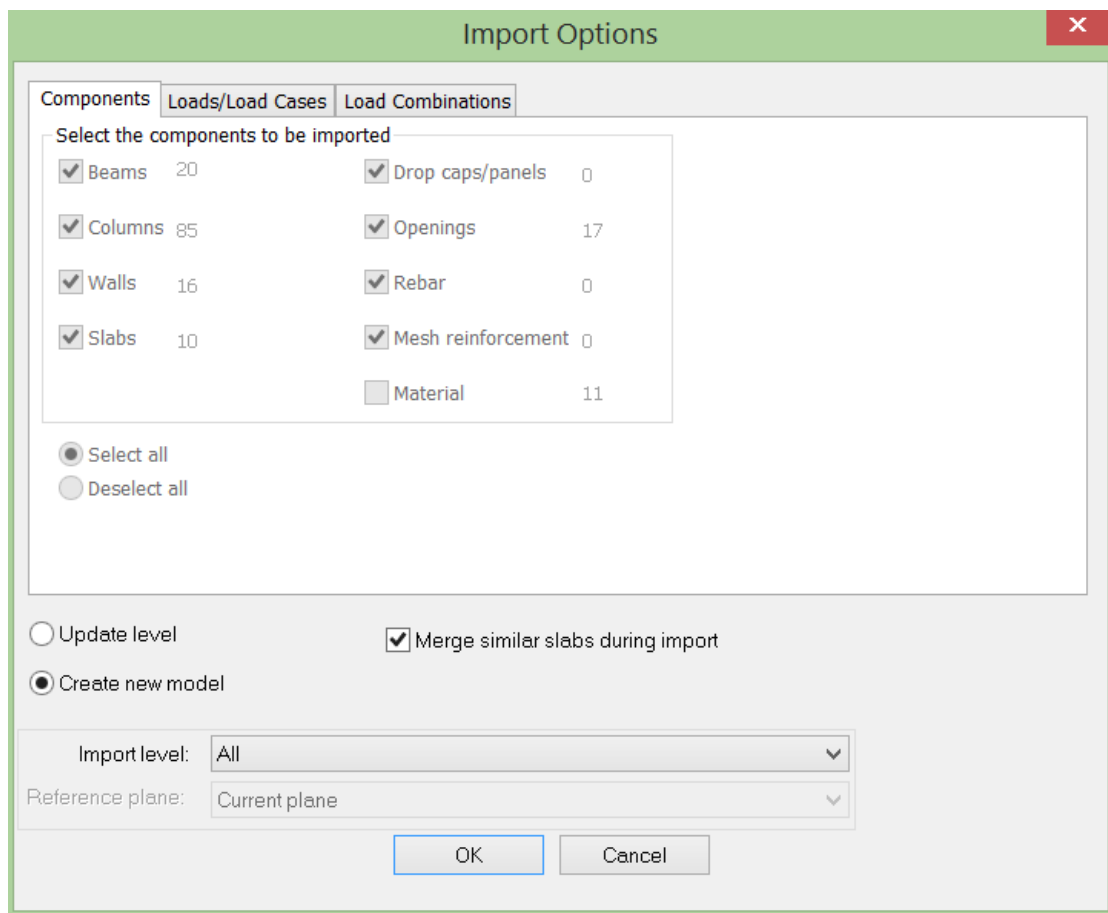 Import Options
Components Loads/Load Cases Load Combinations
Select the components to be imported
Beams 20 Drop caps/panels 0
Columns 85 Openings 17
Walls 16 Rebar 0
Slabs 10 Mesh reinforcement 0
Material 11
Select all
Deselect all
Update level Merge similar slabs during import
Create new model
Import level: All
Reference plane: Current plane
OK Cancel